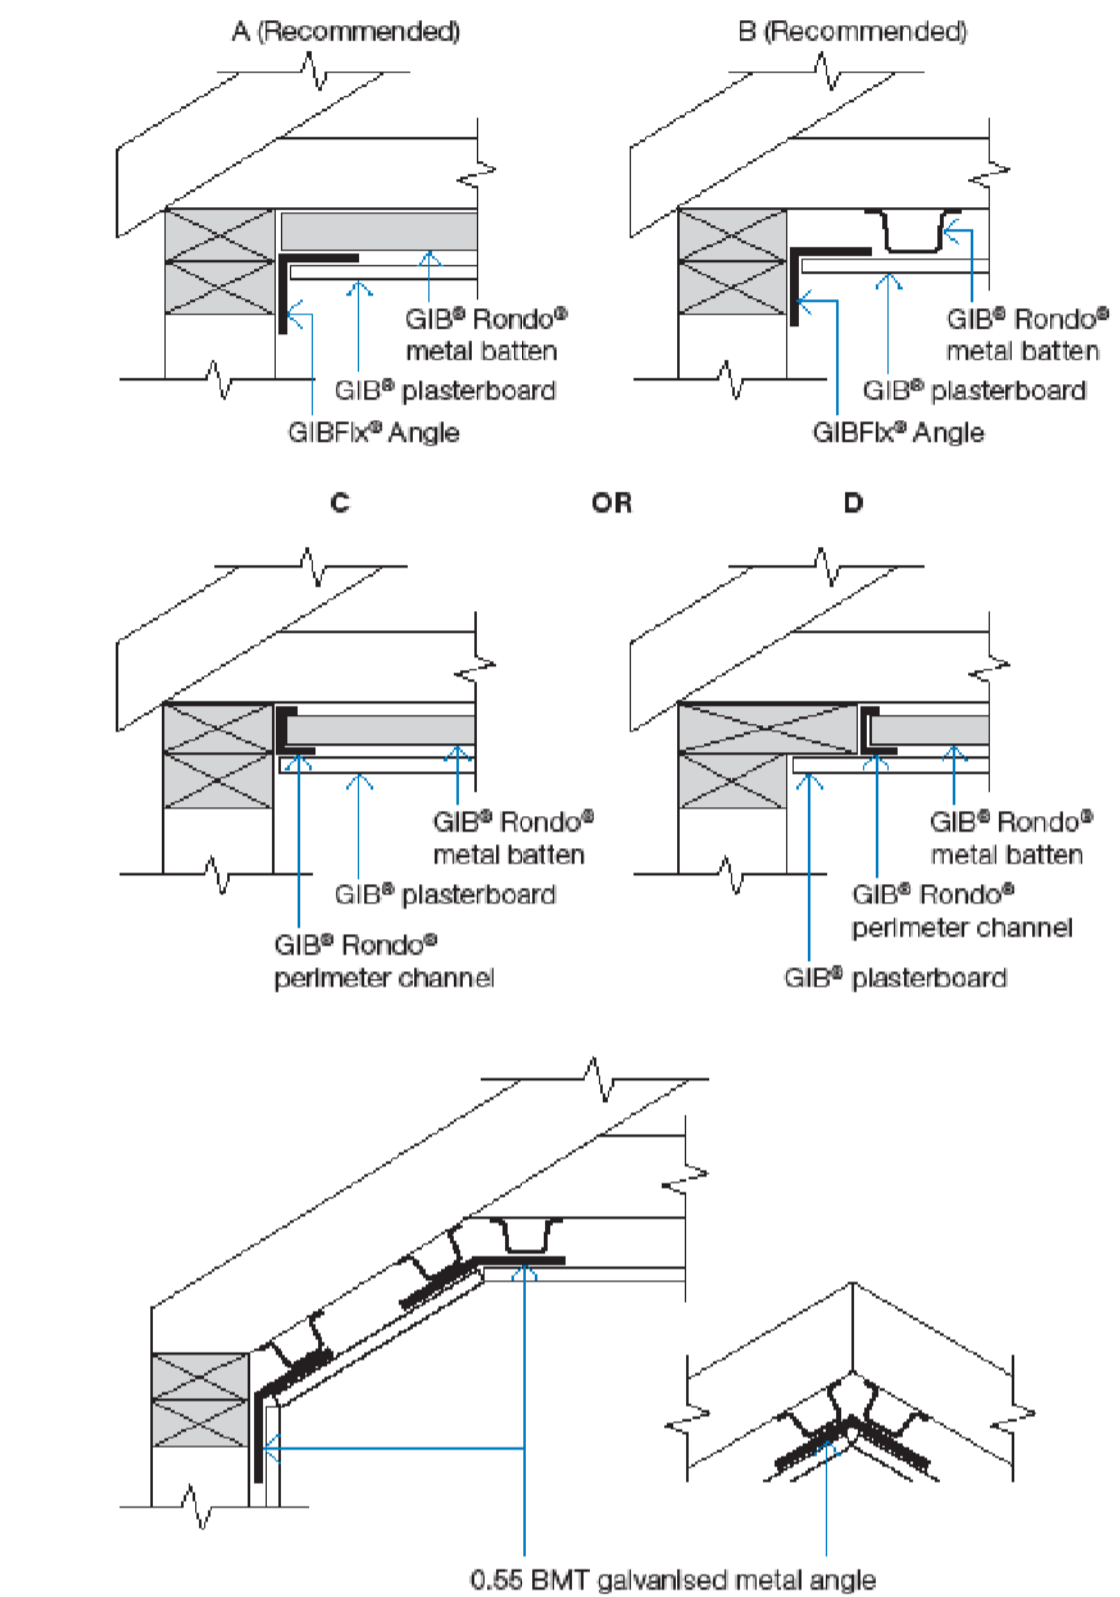 A (Recommended)
B (Recommended)
GIB® Rondo®
metal batten
GIB® plasterboard
GIBFix® Angle
GIB® Rondo®
metal batten
GIB® plasterboard
GIBFix® Angle
C
OR
D
GIB® Rondo®
metal batten
GIB® plasterboard
GIB® Rondo®
perimeter channel
GIB® Rondo®
metal batten
GIB® Rondo®
perimeter channel
GIB® plasterboard
0.55 BMT galvanised metal angle